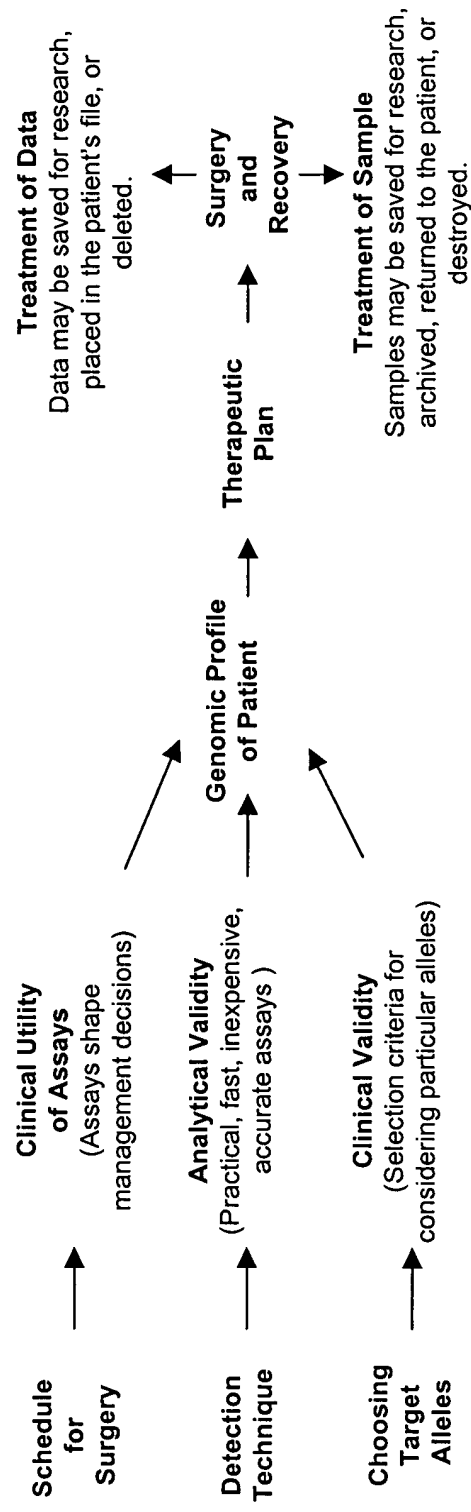 Schedule
for
Surgery
Clinical Utility
of Assays
(Assays shape
management decisions)
Detection
Technique
Analytical Validity
(Practical, fast, inexpensive,
accurate assays )
Choosing
Target
Alleles
Clinical Validity
(Selection criteria for
considering particular alleles)
Genomic Profile
of Patient
Therapeutic
Plan
Surgery
and
Recovery
Treatment of Data
Data may be saved for research,
placed in the patient's file, or
deleted.
Treatment of Sample
Samples may be saved for research,
archived, returned to the patient, or
destroyed.